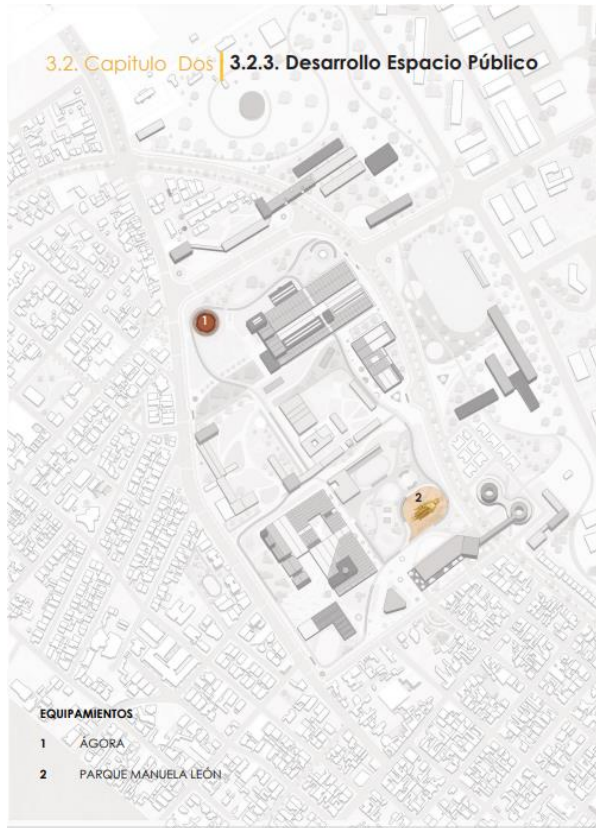 3.2. Capitulo Dos | 3.2.3. Desarrollo Espacio Público
1
2
EQUIPAMIENTOS
1 ÁGORA
2 PARQUE MANUELA LEÓN